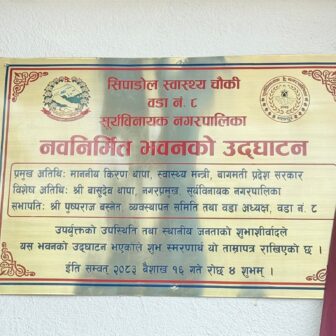 सिपाडोल स्वास्थ्य चौकी
वडा नं. ८
सूर्यविनायक नगरपालिका
नवनिर्मित भवनको उद्घाटन
प्रमुख अतिथि: माननीय किरण थापा, स्वास्थ्य मन्त्री, बागमती प्रदेश सरकार
विशेष अतिथि: श्री बासुदेव थापा, नगरप्रमुख, सूर्यविनायक नगरपालिका
सभापति: श्री पुष्पराज बस्नेत, व्यवस्थापन समिति तथा वडा अध्यक्ष, वडा नं. ८
उपर्युक्तको उपस्थिति तथा स्थानीय जनताको शुभाशीर्वादले
यस भवनको उद्घाटन भएकाले शुभ स्मरणार्थ यो ताम्रपत्र राखिएको छ ।
ईति सम्वत् २०८३ बैशाख १६ गते रोज ४ शुभम् ।